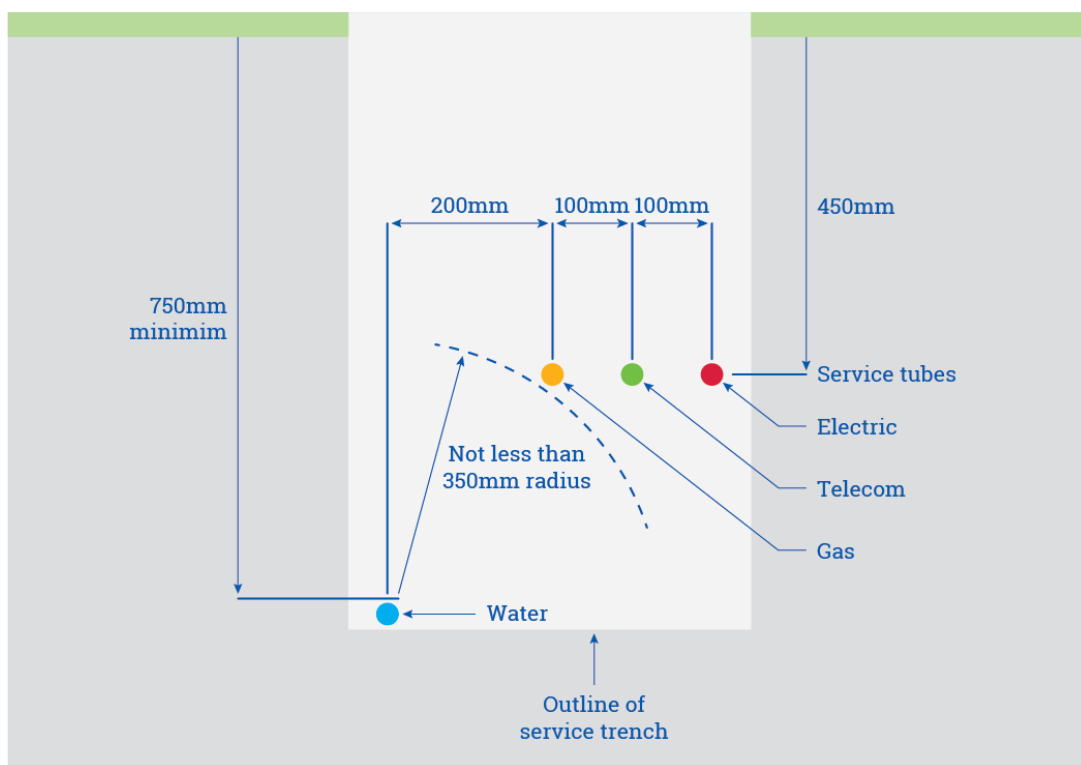 200mm
100mm
100mm
450mm
750mm
minimim
Service tubes
Electric
Not less than
350mm radius
Telecom
Gas
Water
Outline of
service trench